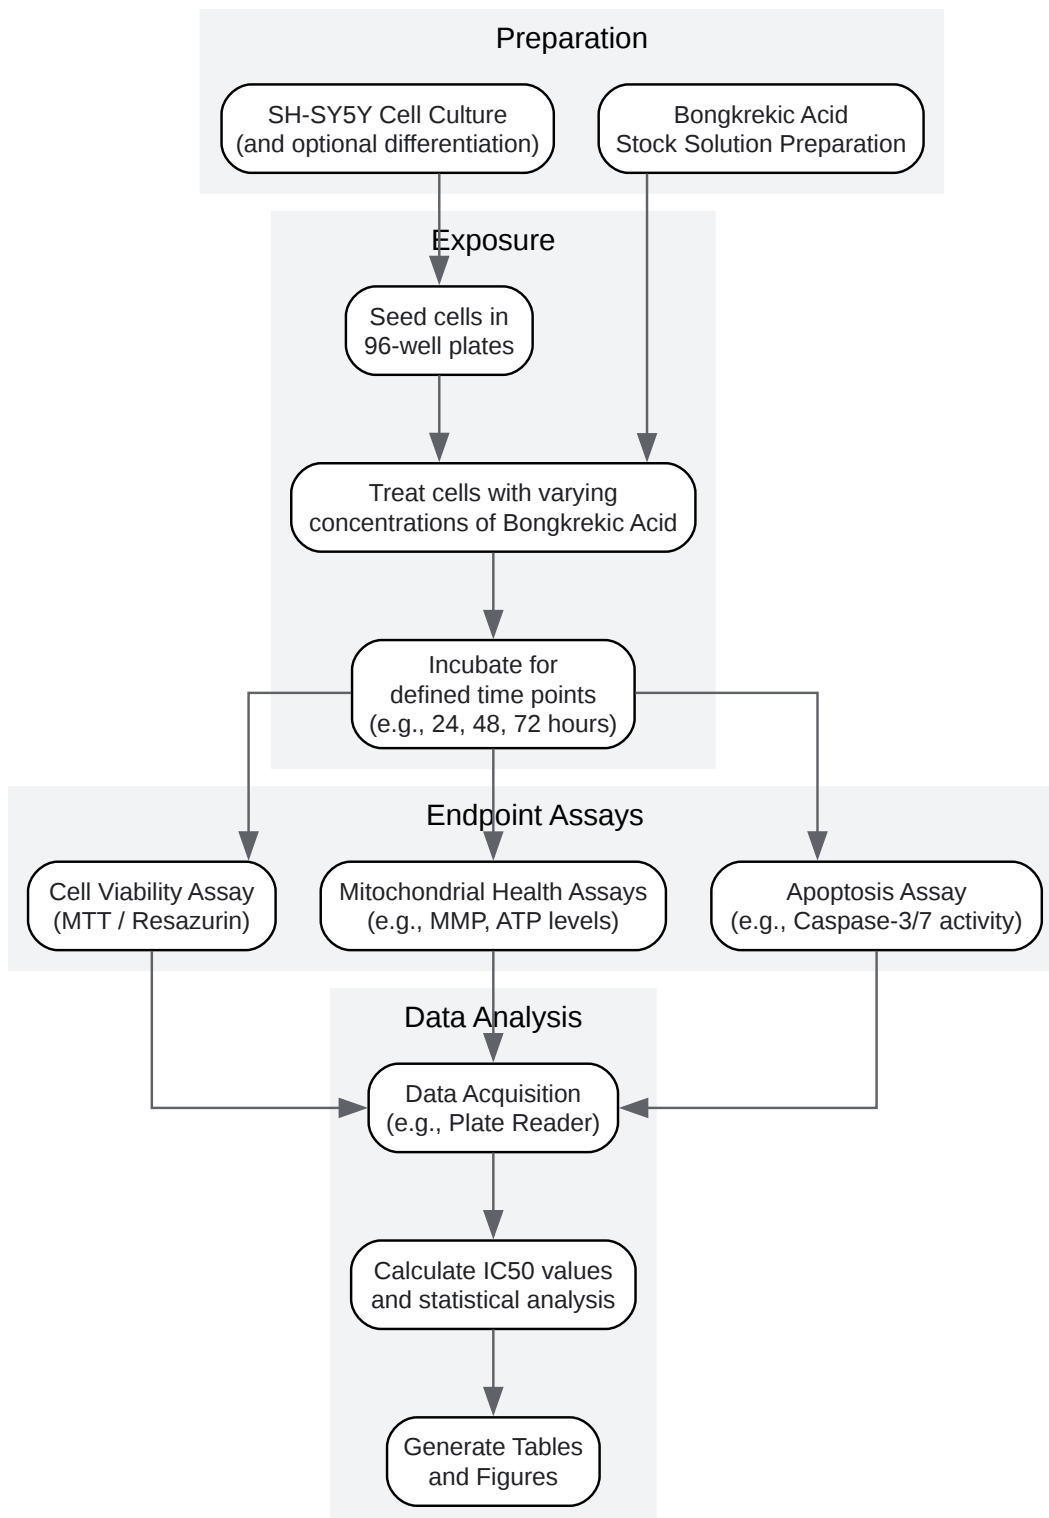 Preparation
SH-SY5Y Cell Culture
(and optional differentiation)
Bongkrekic Acid
Stock Solution Preparation
Exposure
Seed cells in
96-well plates
Treat cells with varying
concentrations of Bongkrekic Acid
Incubate for
defined time points
(e.g., 24, 48, 72 hours)
Endpoint Assays
Cell Viability Assay
(MTT / Resazurin)
Mitochondrial Health Assays
(e.g., MMP, ATP levels)
Apoptosis Assay
(e.g., Caspase-3/7 activity)
Data Analysis
Data Acquisition
(e.g., Plate Reader)
Calculate IC50 values
and statistical analysis
Generate Tables
and Figures